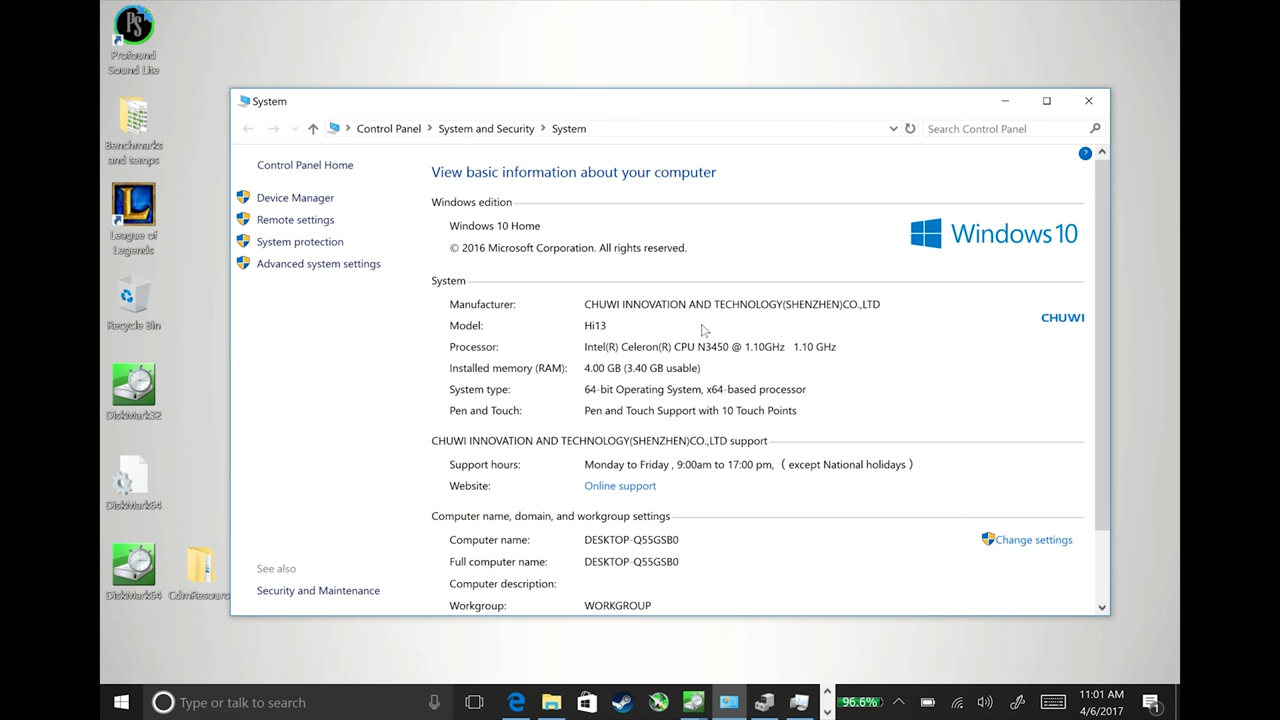 PS
Profound
Sound Lite
Benchmarks
and temps
L
League of
Legends
Recycle Bin
DiskMark32
DiskMark64
DiskMark64
System
Control Panel
System and Security
System
Search Control Panel
Control Panel Home
Device Manager
Remote settings
System protection
Advanced system settings
See also
Security and Maintenance
?
View basic information about your computer
Windows edition
Windows 10 Home
© 2016 Microsoft Corporation. All rights reserved.
Windows 10
System
Manufacturer: CHUWI INNOVATION AND TECHNOLOGY(SHENZHEN)CO.,LTD
Model: Hi13
CHUWI
Processor: Intel(R) Celeron(R) CPU N3450 @ 1.10GHz 1.10 GHz
Installed memory (RAM): 4.00 GB (3.40 GB usable)
System type: 64-bit Operating System, x64-based processor
Pen and Touch: Pen and Touch Support with 10 Touch Points
CHUWI INNOVATION AND TECHNOLOGY(SHENZHEN)CO.,LTD support
Support hours: Monday to Friday , 9:00am to 17:00 pm, ( except National holidays )
Website: Online support
Computer name, domain, and workgroup settings
Computer name: DESKTOP-Q55GSB0
Change settings
Full computer name: DESKTOP-Q55GSB0
Computer description:
Workgroup: WORKGROUP
Type or talk to search
96.6%
11:01 AM
4/6/2017
1